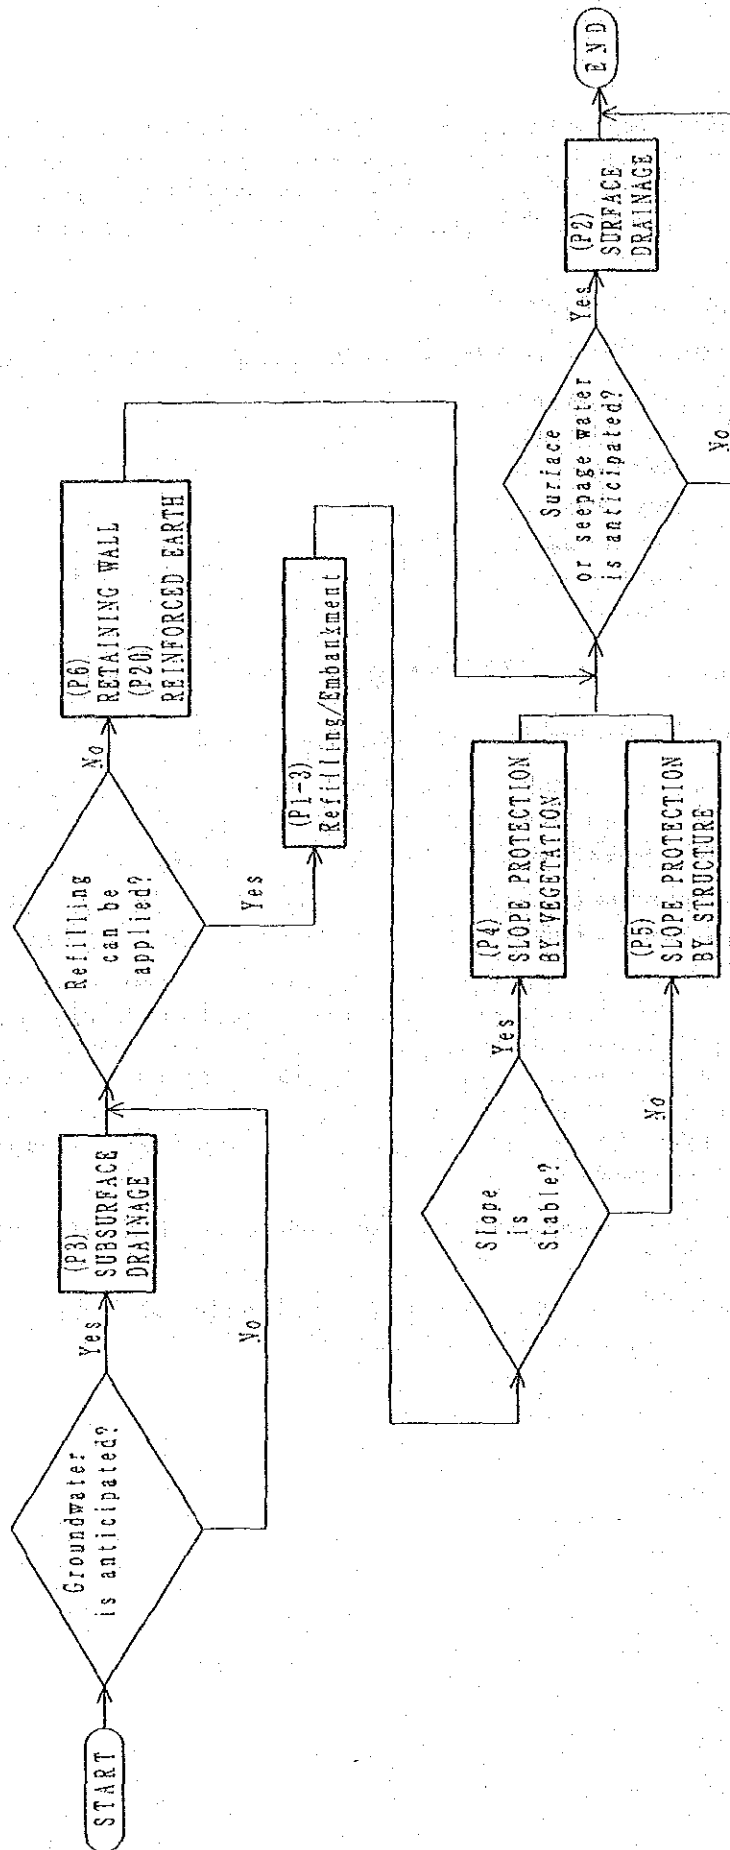 START
Groundwater
is anticipated?
Yes
No
(P3)
SUBSURFACE
DRAINAGE
Refilling
can be
applied?
No
Yes
(P6)
RETAINING WALL
(P20)
REINFORCED EARTH
(P1-3)
Refilling/Embankment
Slope
is
Stable?
Yes
No
(P4)
SLOPE PROTECTION
BY VEGETATION
(P5)
SLOPE PROTECTION
BY STRUCTURE
Surface
or seepage water
is anticipated?
Yes
No
(P2)
SURFACE
DRAINAGE
END